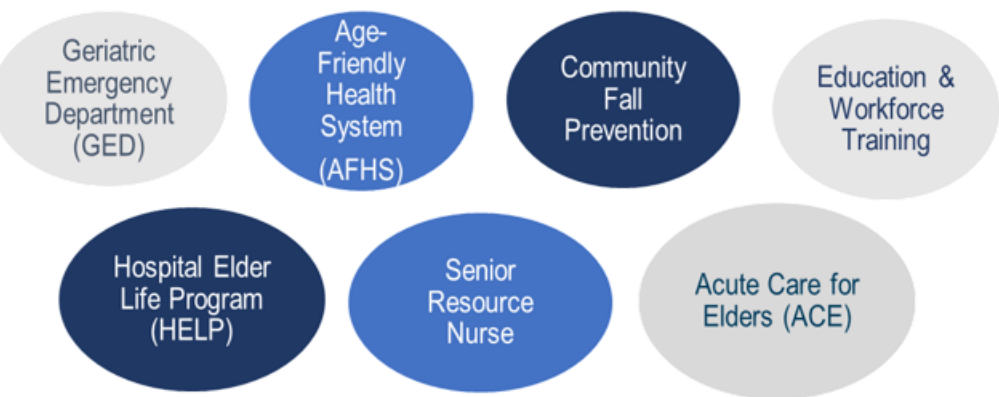 Geriatric
Emergency
Department
(GED)
Age-
Friendly
Health
System
(AFHS)
Community
Fall
Prevention
Education &
Workforce
Training
Hospital Elder
Life Program
(HELP)
Senior
Resource
Nurse
Acute Care for
Elders (ACE)